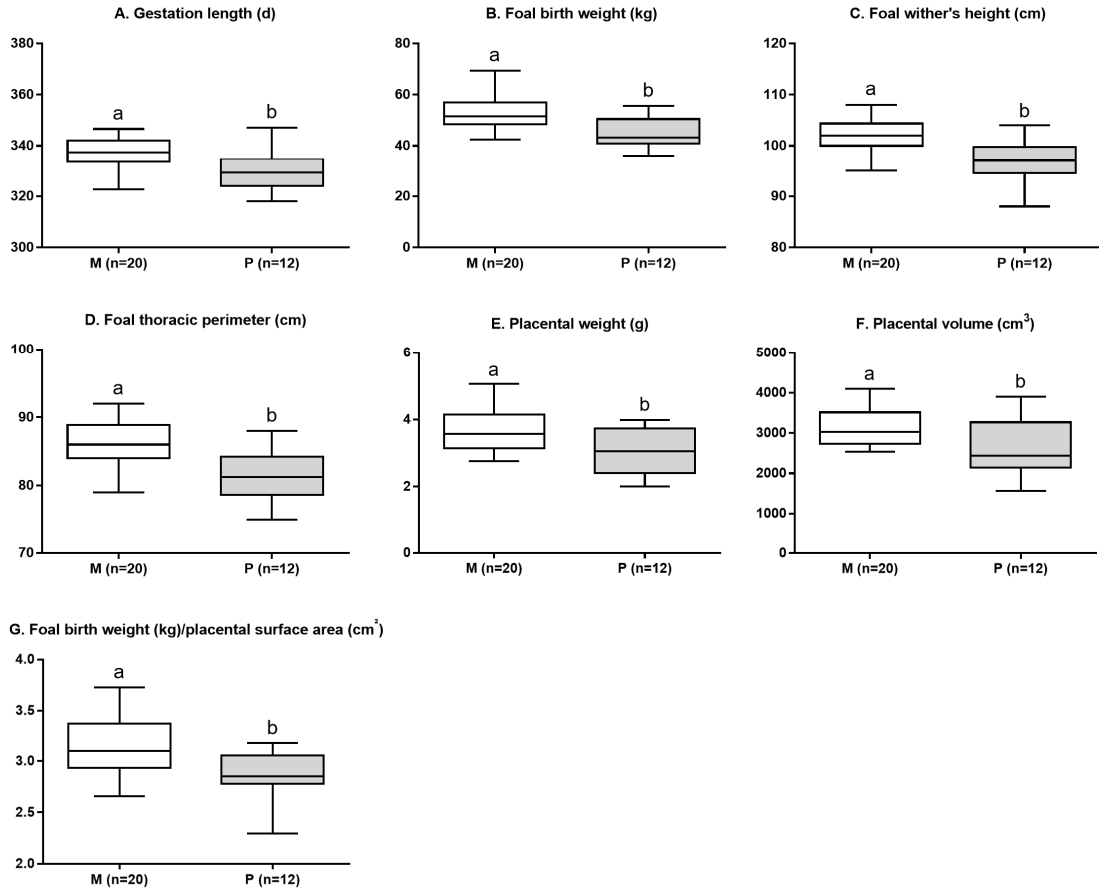 A. Gestation length (d)
380
360
340
320
300
a
b
M (n=20)
P (n=12)
B. Foal birth weight (kg)
80
60
40
20
0
a
b
M (n=20)
P (n=12)
C. Foal wither's height (cm)
120
110
100
90
80
a
b
M (n=20)
P (n=12)
D. Foal thoracic perimeter (cm)
100
90
80
70
a
b
M (n=20)
P (n=12)
E. Placental weight (g)
6
4
2
0
a
b
M (n=20)
P (n=12)
F. Placental volume (cm³)
5000
4000
3000
2000
1000
0
a
b
M (n=20)
P (n=12)
G. Foal birth weight (kg)/placental surface area (cm²)
4.0
3.5
3.0
2.5
2.0
a
b
M (n=20)
P (n=12)